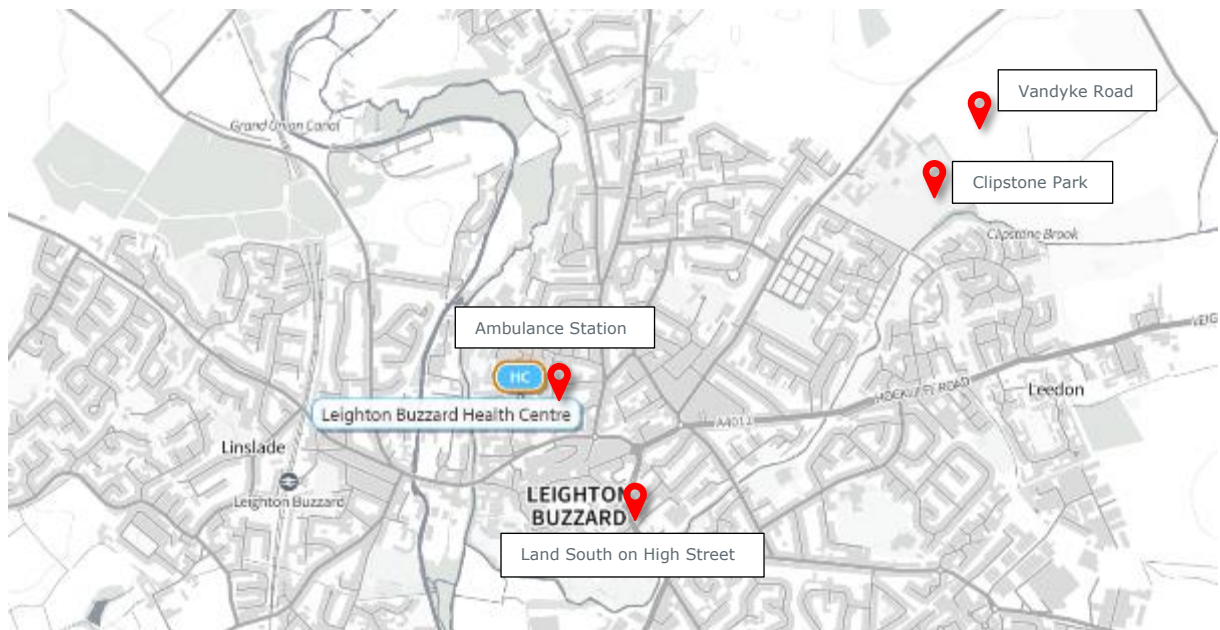 Vandyke Road
Grand Union Canal
Clipstone Park
Clipstone Brook
Ambulance Station
LEIG
HC
HOCKLIFFE ROAD
Leedon
Leighton Buzzard Health Centre
A4012
Linslade
Leighton Buzzard
LEIGHTON
BUZZARD
Land South on High Street